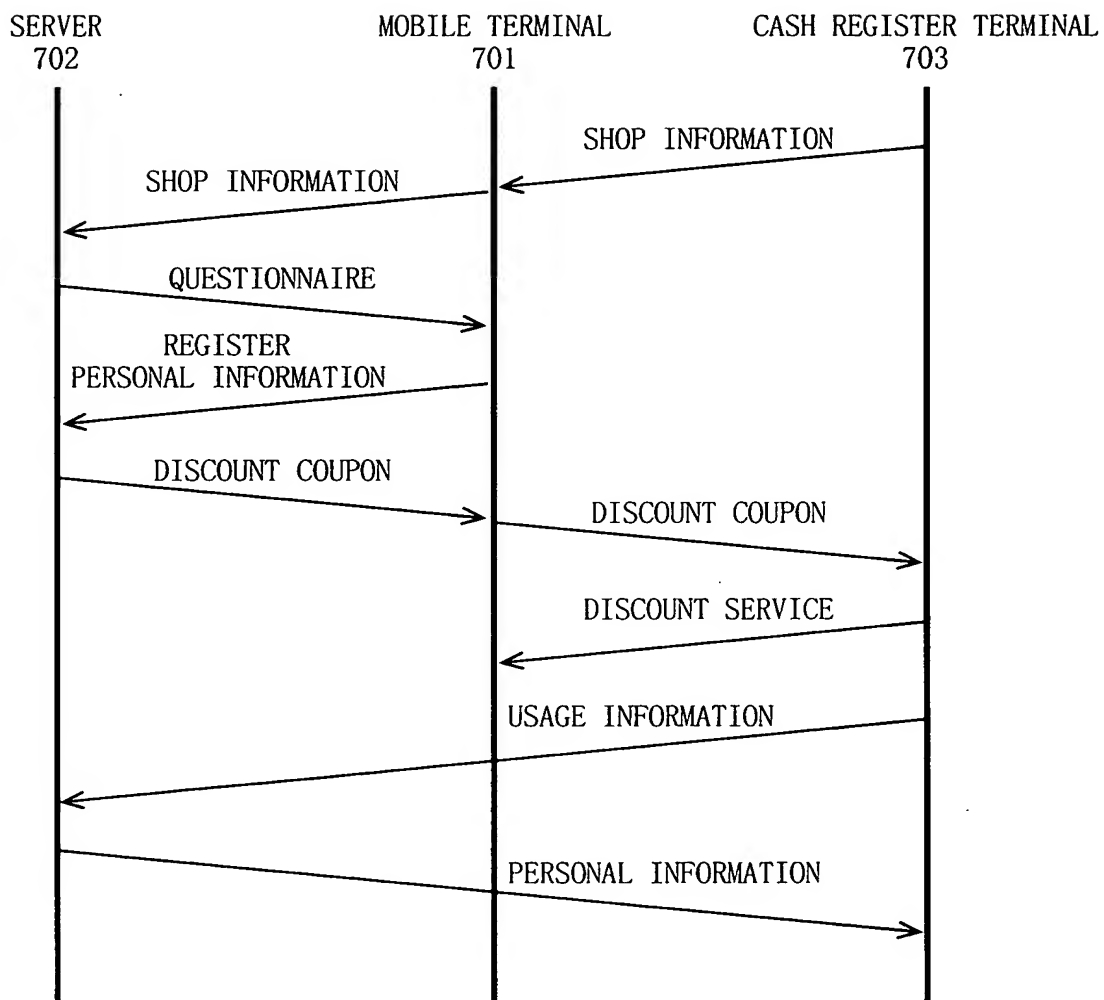 SERVER
702
MOBILE TERMINAL
701
CASH REGISTER TERMINAL
703
SHOP INFORMATION
SHOP INFORMATION
QUESTIONNAIRE
REGISTER
PERSONAL INFORMATION
DISCOUNT COUPON
DISCOUNT COUPON
DISCOUNT SERVICE
USAGE INFORMATION
PERSONAL INFORMATION